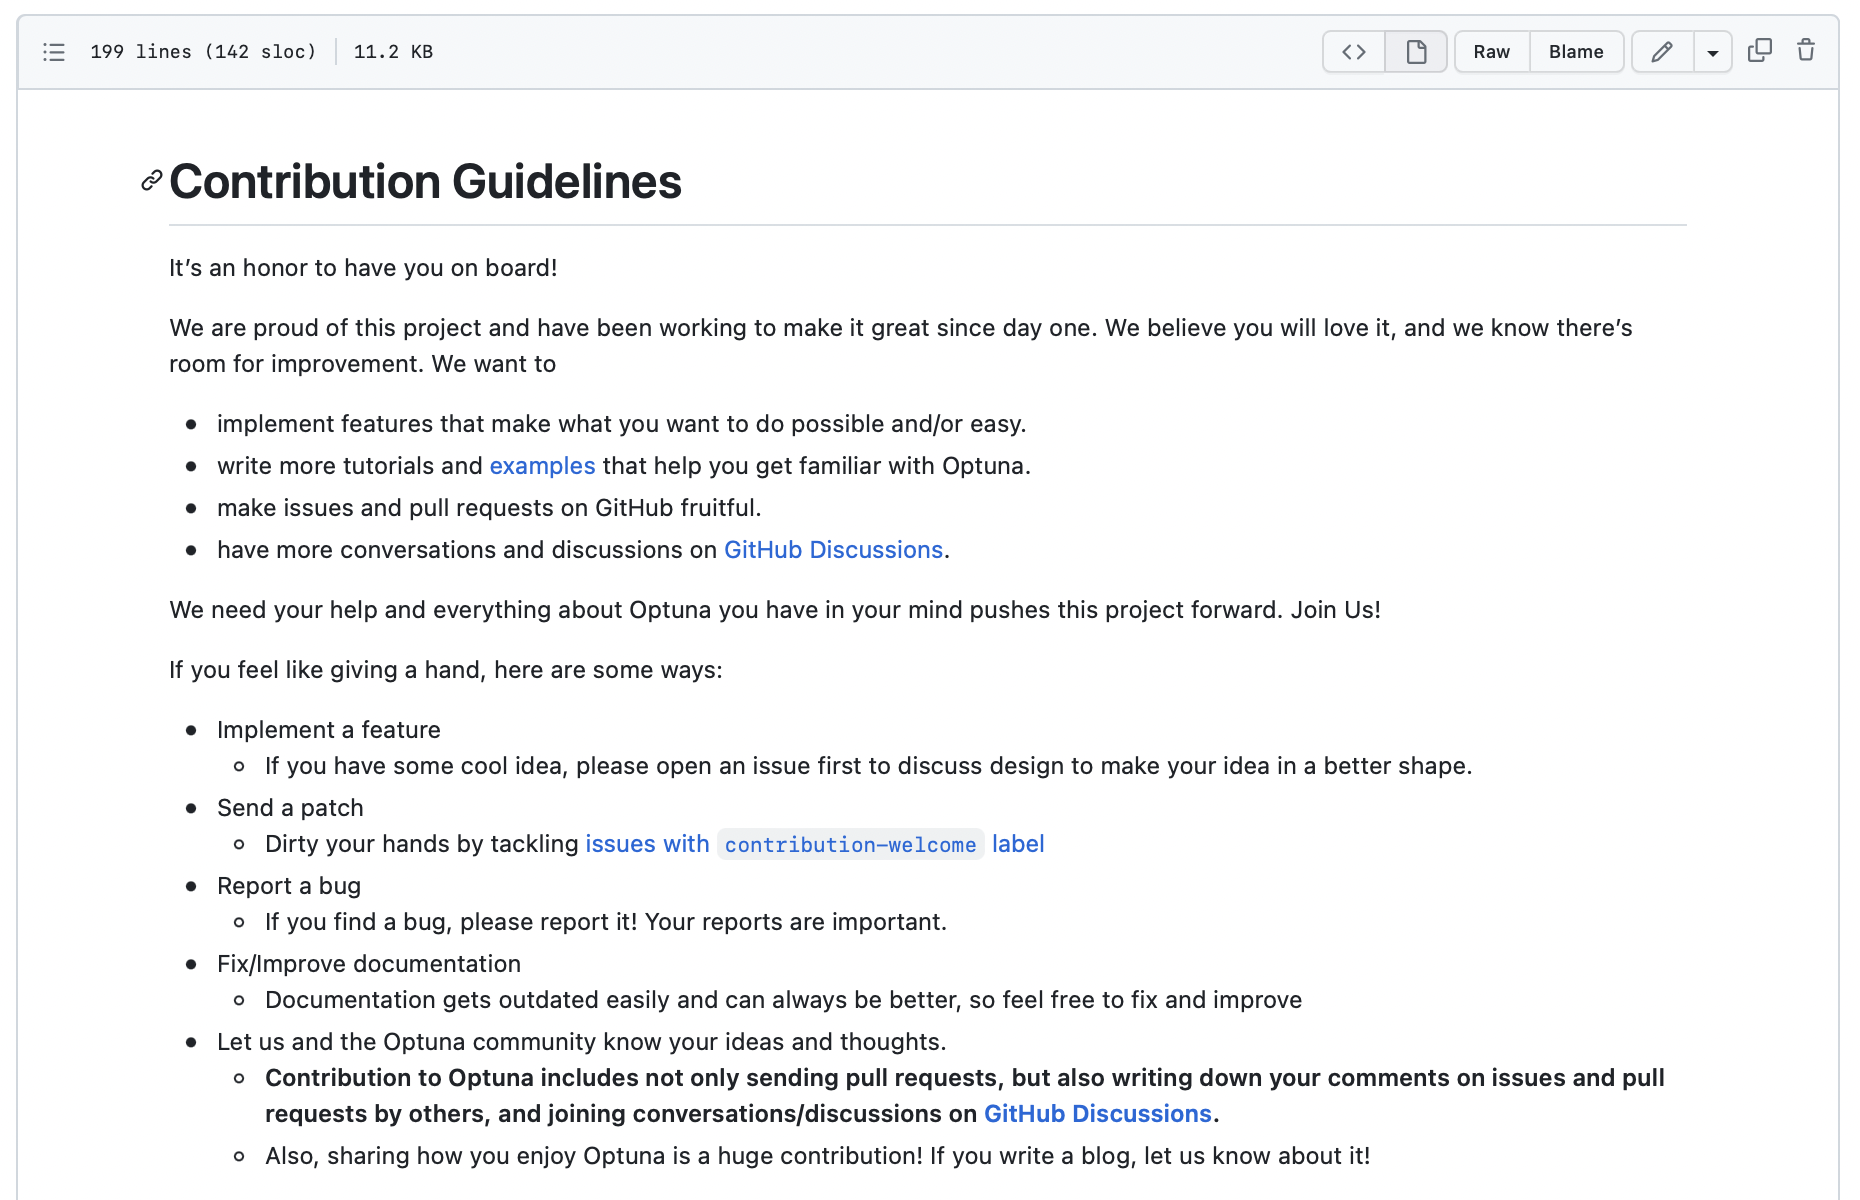 199 lines (142 sloc) 11.2 KB Raw Blame
Contribution Guidelines
It’s an honor to have you on board!
We are proud of this project and have been working to make it great since day one. We believe you will love it, and we know there’s
room for improvement. We want to
implement features that make what you want to do possible and/or easy.
write more tutorials and examples that help you get familiar with Optuna.
make issues and pull requests on GitHub fruitful.
have more conversations and discussions on GitHub Discussions.
We need your help and everything about Optuna you have in your mind pushes this project forward. Join Us!
If you feel like giving a hand, here are some ways:
Implement a feature
If you have some cool idea, please open an issue first to discuss design to make your idea in a better shape.
Send a patch
Dirty your hands by tackling issues with contribution-welcome label
Report a bug
If you find a bug, please report it! Your reports are important.
Fix/Improve documentation
Documentation gets outdated easily and can always be better, so feel free to fix and improve
Let us and the Optuna community know your ideas and thoughts.
Contribution to Optuna includes not only sending pull requests, but also writing down your comments on issues and pull
requests by others, and joining conversations/discussions on GitHub Discussions.
Also, sharing how you enjoy Optuna is a huge contribution! If you write a blog, let us know about it!